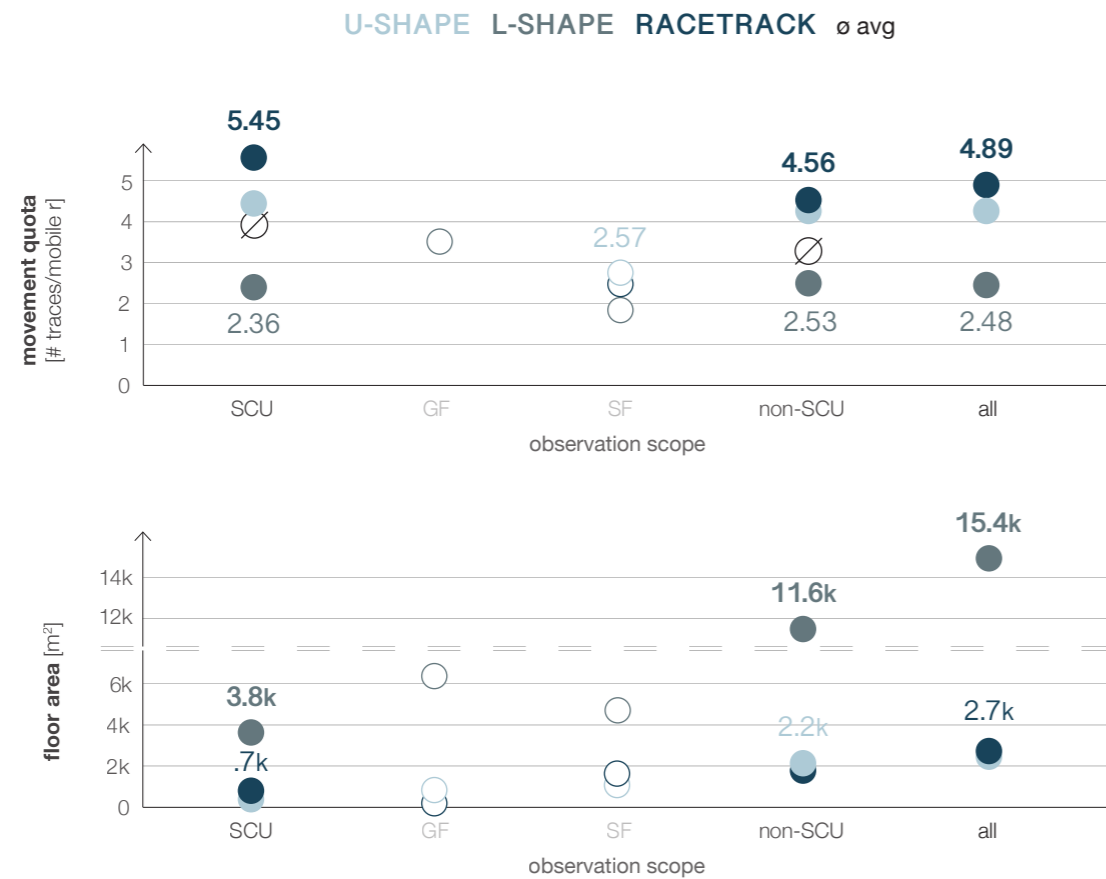 U-SHAPE L-SHAPE RACETRACK ø avg
movement quota
[# traces/mobile r]
5.45
4.56
4.89
2.57
2.36
2.53
2.48
5
4
3
2
1
0
SCU GF SF non-SCU all
observation scope
floor area [m²]
15.4k
11.6k
3.8k
.7k
2.2k
2.7k
14k
12k
6k
4k
2k
0
SCU GF SF non-SCU all
observation scope